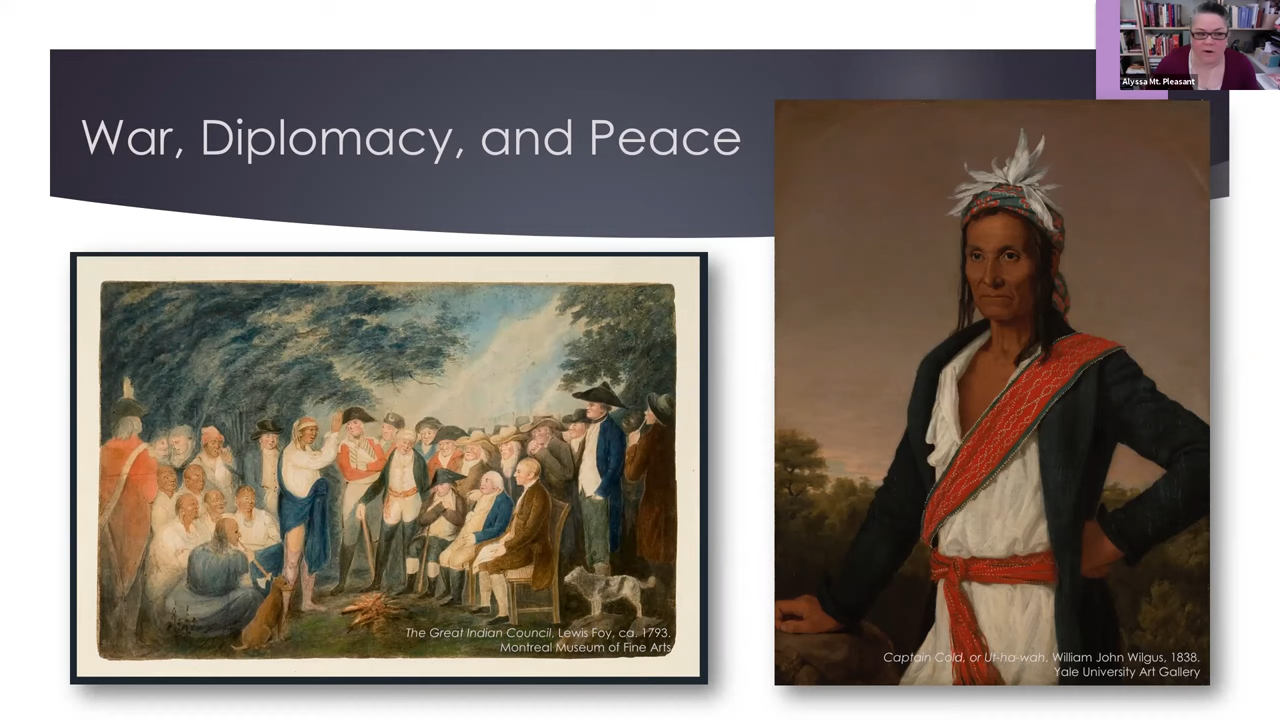 Alyssa Mt. Pleasant
War, Diplomacy, and Peace
The Great Indian Council, Lewis Foy, ca. 1793.
Montreal Museum of Fine Arts
Captain Cold, or Ut-ha-wah, William John Wilgus, 1838.
Yale University Art Gallery